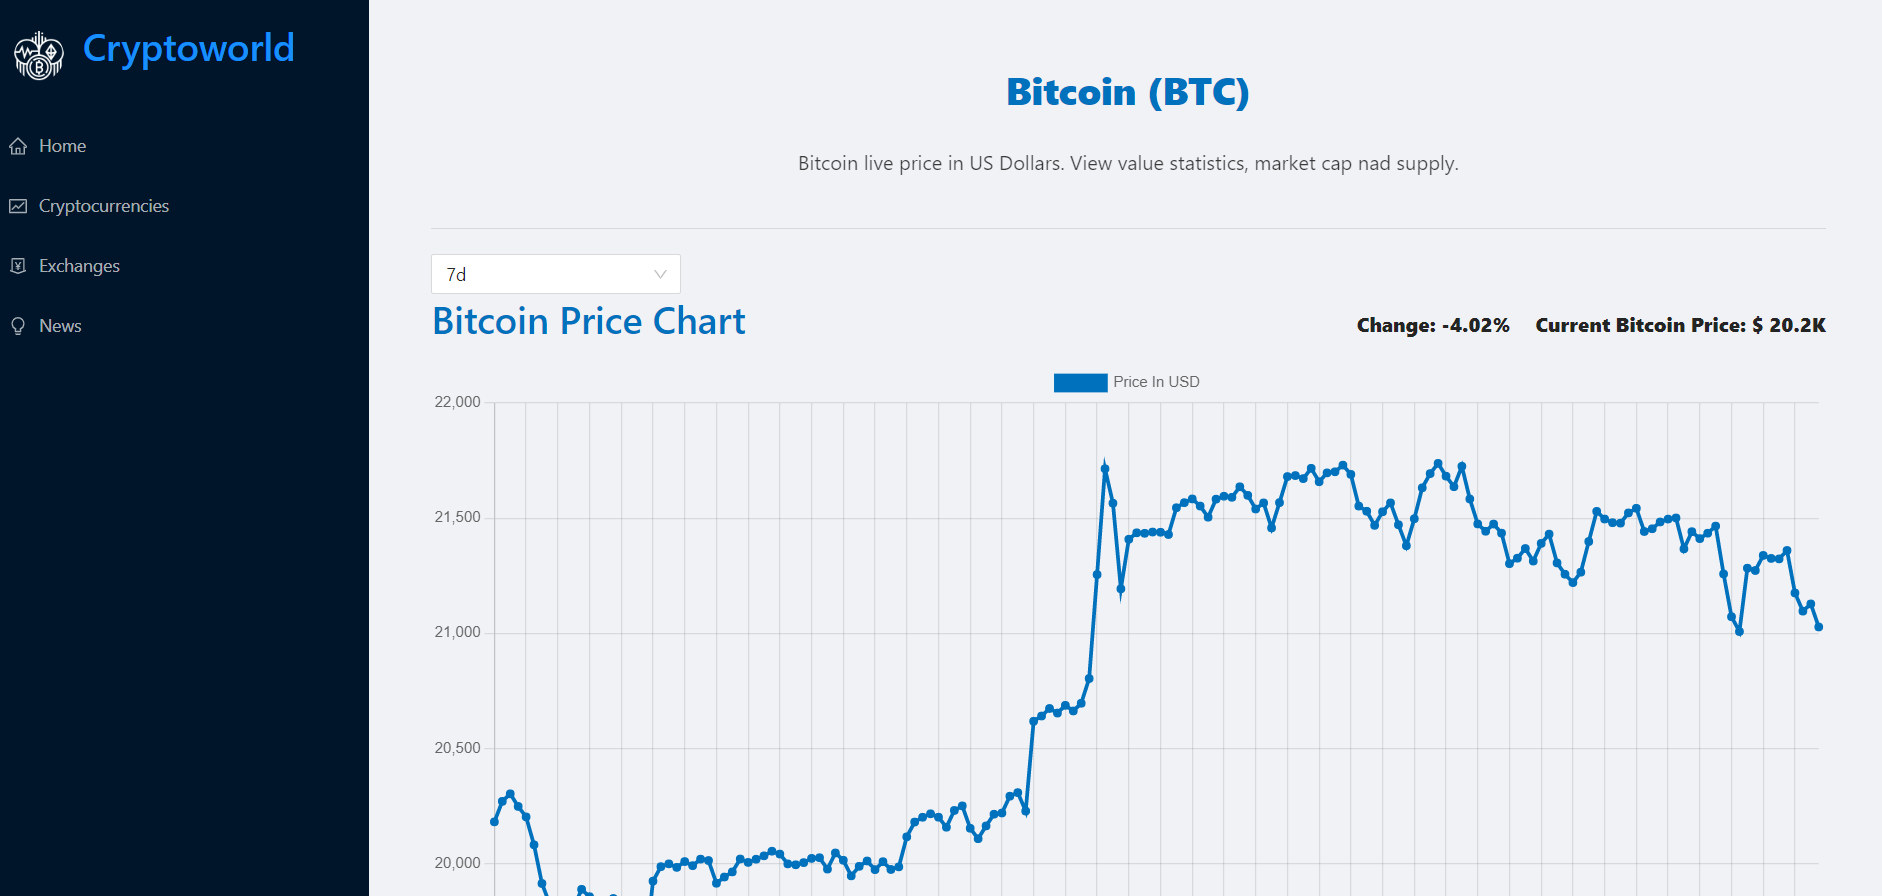 Cryptoworld
Home
Cryptocurrencies
Exchanges
News
Bitcoin (BTC)
Bitcoin live price in US Dollars. View value statistics, market cap nad supply.
7d
Bitcoin Price Chart
Change: -4.02%
Current Bitcoin Price: $ 20.2K
Price In USD
22,000
21,500
21,000
20,500
20,000